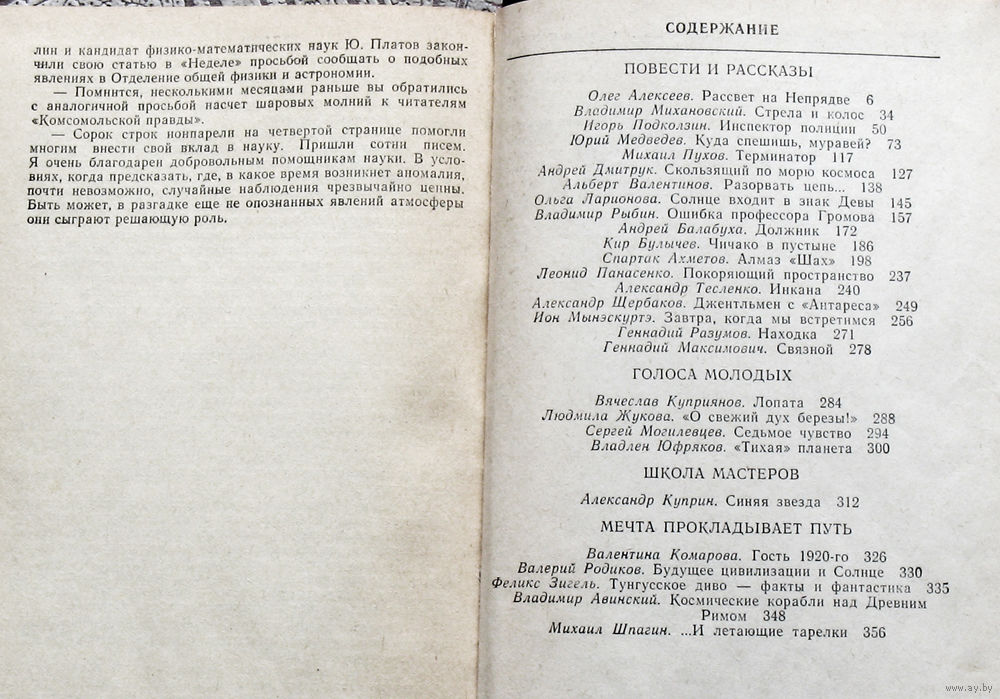 лин и кандидат физико-математических наук Ю. Платов закон-
чили свою статью в «Неделе» просьбой сообщать о подобных
явлениях в Отделение общей физики и астрономии.
— Помнится, несколькими месяцами раньше вы обратились
с аналогичной просьбой насчет шаровых молний к читателям
«Комсомольской правды».
— Сорок строк нонпарели на четвертой странице помогли
многим внести свой вклад в науку. Пришли сотни писем.
Я очень благодарен добровольным помощникам науки. В усло-
виях, когда предсказать, где, в какое время возникнет аномалия,
почти невозможно, случайные наблюдения чрезвычайно ценны.
Быть может, в разгадке еще не опознанных явлений атмосферы
они сыграют решающую роль.
СОДЕРЖАНИЕ
ПОВЕСТИ И РАССКАЗЫ
Олег Алексеев. Рассвет на Непрядве 6
Владимир Михановский. Стрела и колос 34
Игорь Подколзин. Инспектор полиции 50
Юрий Медведев. Куда спешишь, муравей? 73
Михаил Пухов. Терминатор 117
Андрей Дмитрук. Скользящий по морю космоса 127
Альберт Валентинов. Разорвать цепь... 138
Ольга Ларионова. Солнце входит в знак Девы 145
Владимир Рыбин. Ошибка профессора Громова 157
Андрей Балабуха. Должник 172
Кир Булычев. Чичако в пустыне 186
Спартак Ахметов. Алмаз «Шах» 198
Леонид Панасенко. Покоряющий пространство 237
Александр Тесленко. Инкана 240
Александр Щербаков. Джентльмен с «Антареса» 249
Ион Мынэскуртэ. Завтра, когда мы встретимся 256
Геннадий Разумов. Находка 271
Геннадий Максимович. Связной 278
ГОЛОСА МОЛОДЫХ
Вячеслав Куприянов. Лопата 284
Людмила Жукова. «О свежий дух березы!» 288
Сергей Могилевцев. Седьмое чувство 294
Владлен Юфряков. «Тихая» планета 300
ШКОЛА МАСТЕРОВ
Александр Куприн. Синяя звезда 312
МЕЧТА ПРОКЛАДЫВАЕТ ПУТЬ
Валентина Комарова. Гость 1920-го 326
Валерий Родиков. Будущее цивилизации и Солнце 330
Феликс Зигель. Тунгусское диво — факты и фантастика 335
Владимир Авинский. Космические корабли над Древним
Римом 348
Михаил Шпагин. ...И летающие тарелки 356
www.ay.by